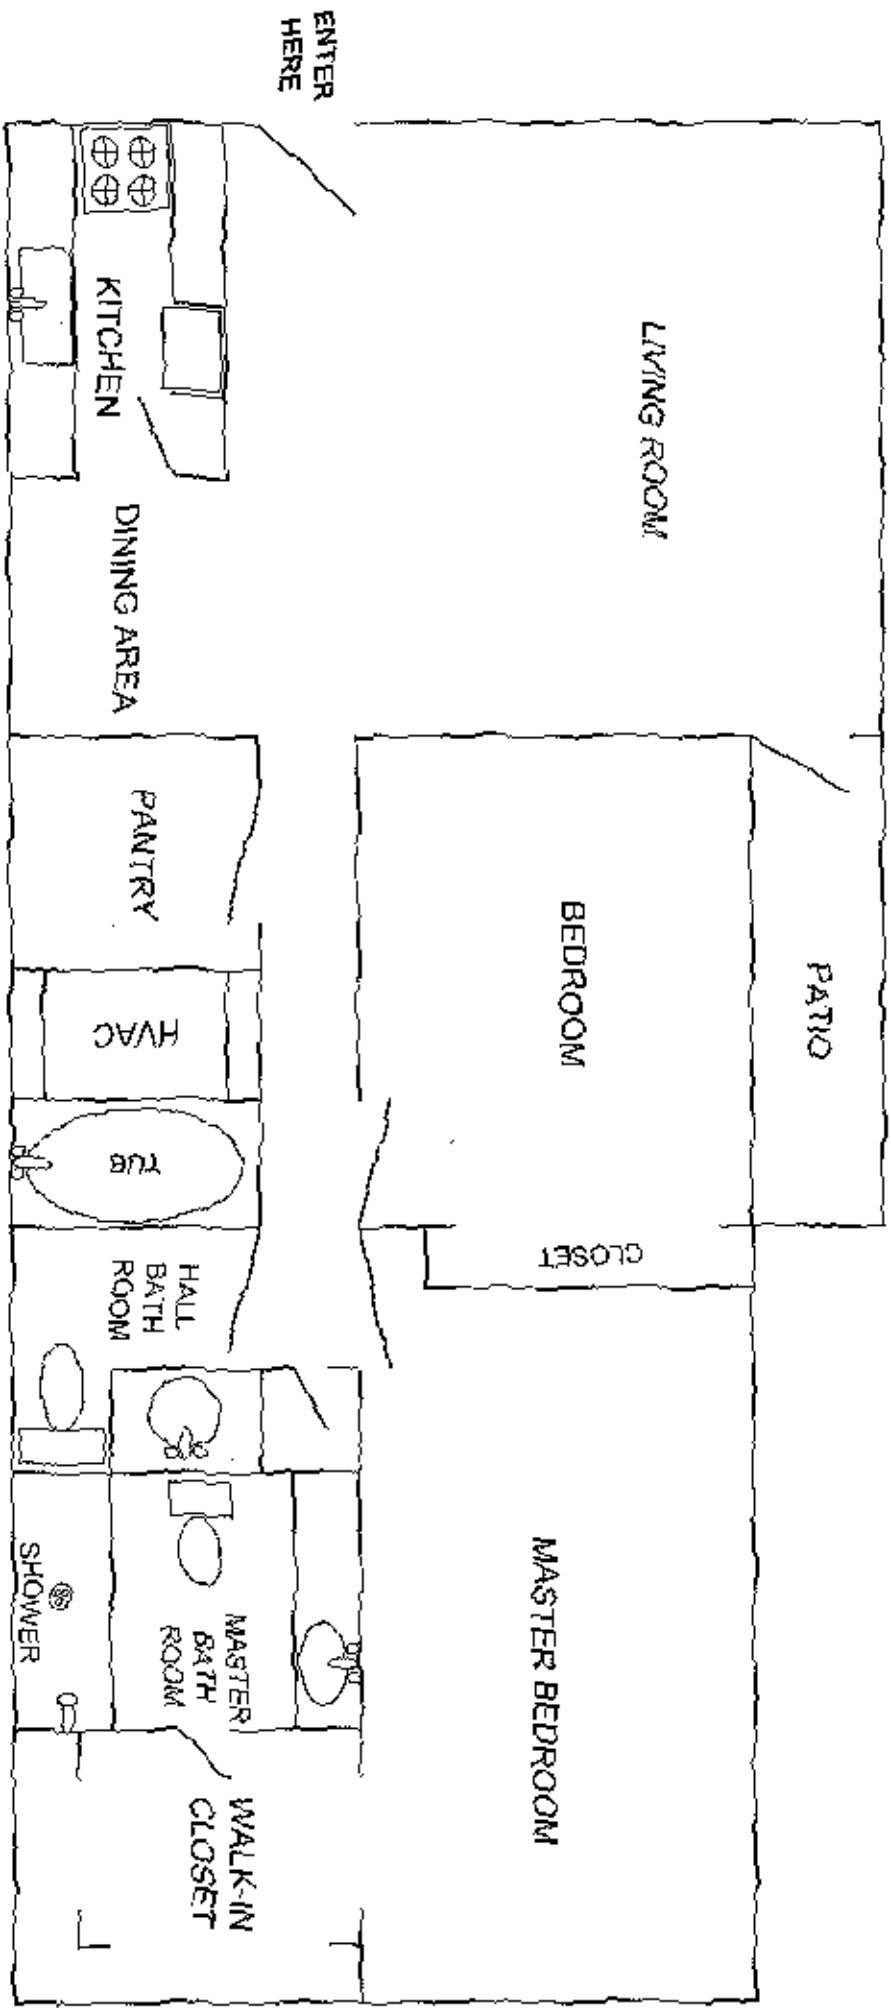 ENTER
HERE
LIVING ROOM
KITCHEN
DINING AREA
PATIO
BEDROOM
PANTRY
HVAC
TUB
CLOSET
HALL
BATH
ROOM
MASTER BEDROOM
MASTER
BATH
ROOM
SHOWER
WALK-IN
CLOSET